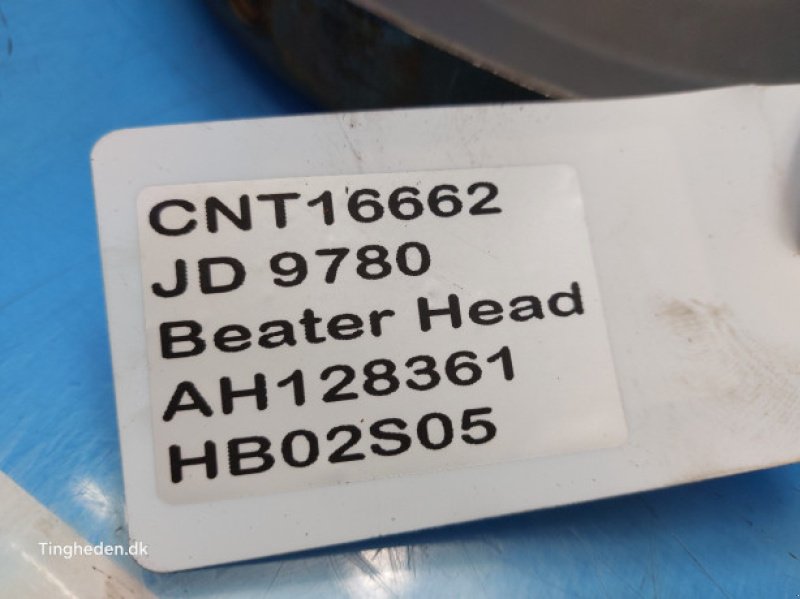 CNT16662
JD 9780
Beater Head
AH128361
HB02S05
Tingheden.dk